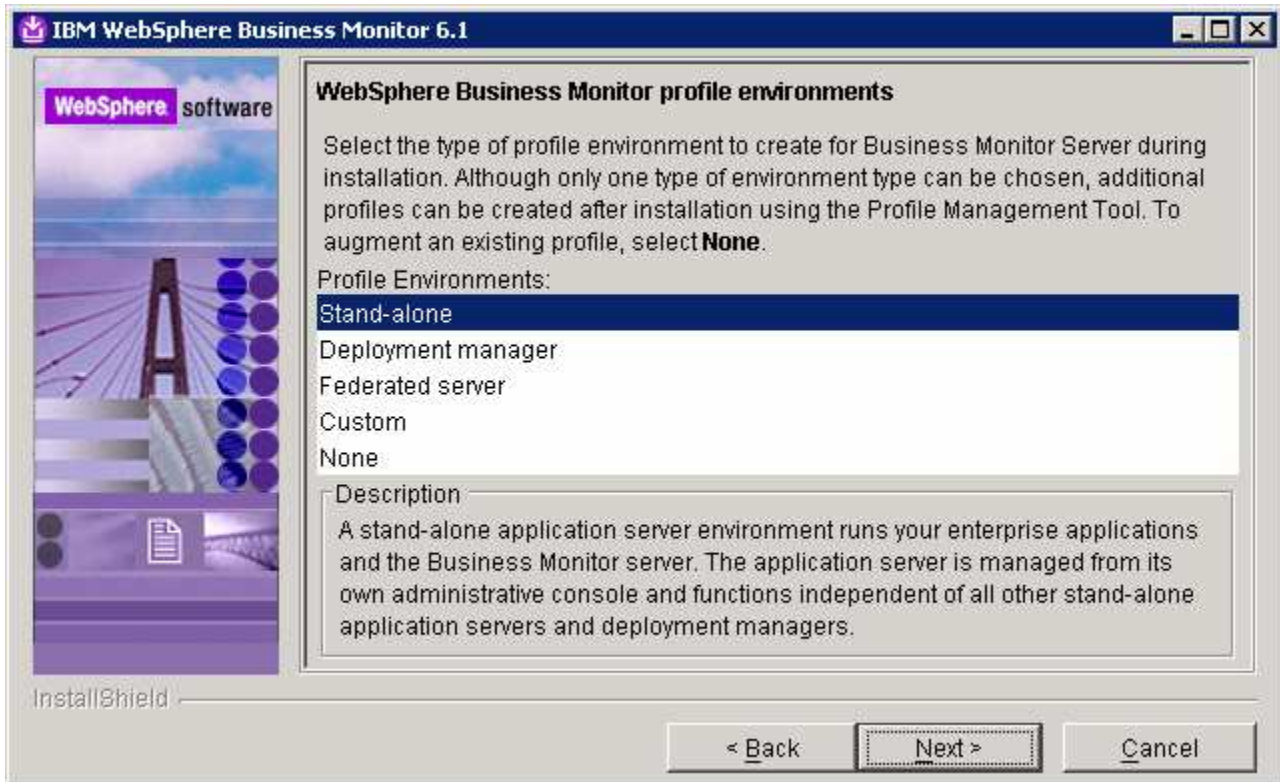 IBM WebSphere Business Monitor 6.1
WebSphere software
WebSphere Business Monitor profile environments
Select the type of profile environment to create for Business Monitor Server during
installation. Although only one type of environment type can be chosen, additional
profiles can be created after installation using the Profile Management Tool. To
augment an existing profile, select None.
Profile Environments:
Stand-alone
Deployment manager
Federated server
Custom
None
Description
A stand-alone application server environment runs your enterprise applications
and the Business Monitor server. The application server is managed from its
own administrative console and functions independent of all other stand-alone
application servers and deployment managers.
InstallShield
< Back
Next >
Cancel